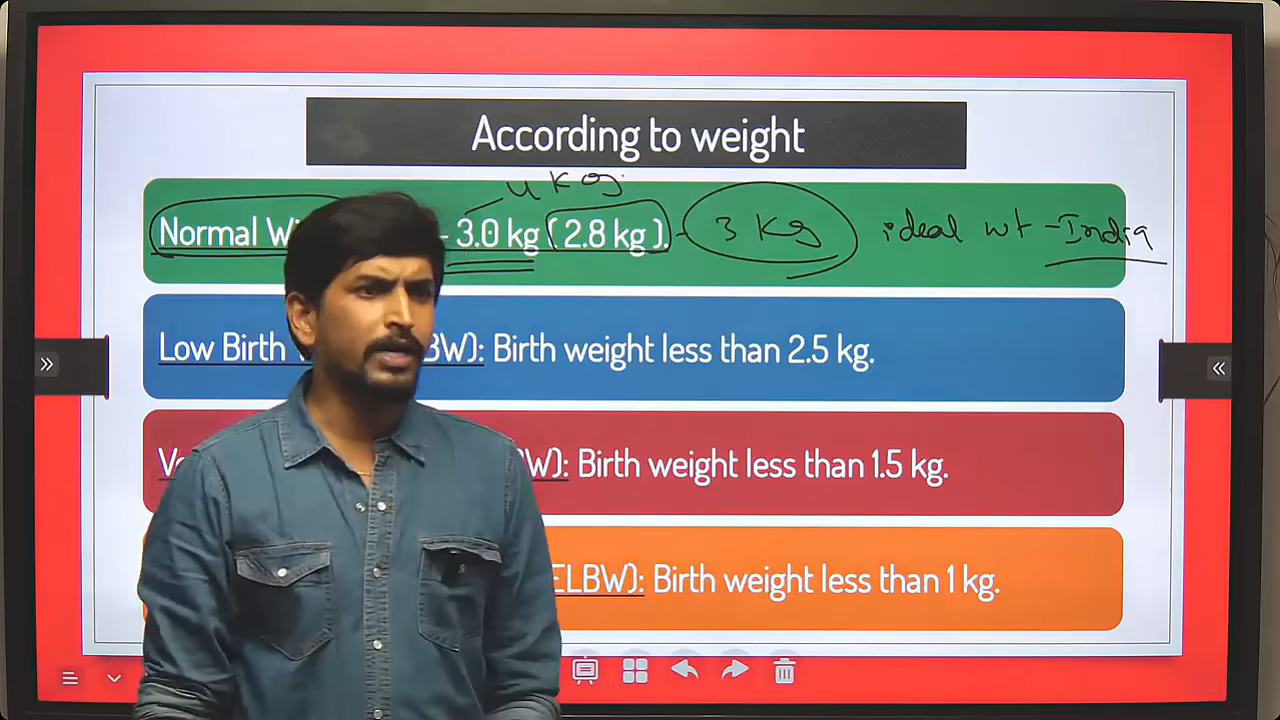 According to weight
4 kg.
Normal - 3.0 kg ( 2.8 kg ). - 3 Kg ideal wt - India
Low Birth BW): Birth weight less than 2.5 kg.
BW): Birth weight less than 1.5 kg.
ELBW): Birth weight less than 1 kg.